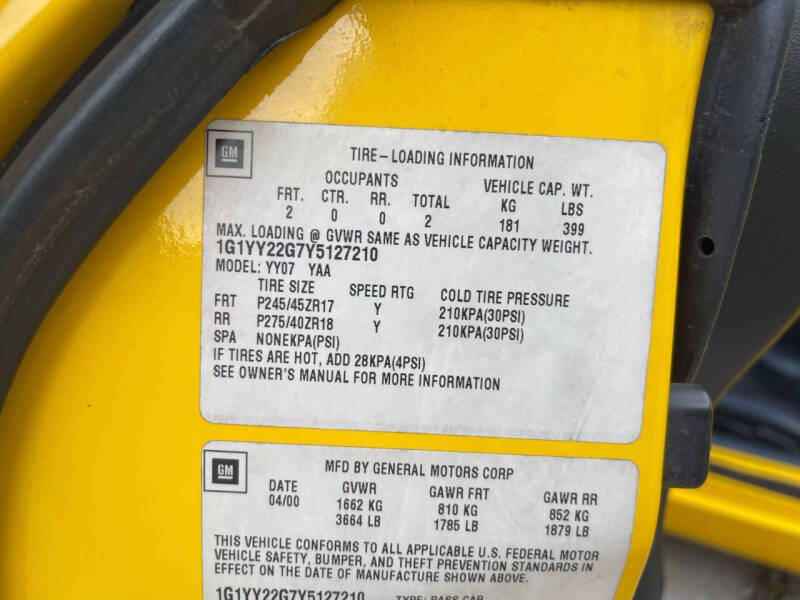 GM
TIRE-LOADING INFORMATION
OCCUPANTS VEHICLE CAP. WT.
FRT. CTR. RR. TOTAL KG LBS
2 0 0 2 181 399
MAX. LOADING @ GVWR SAME AS VEHICLE CAPACITY WEIGHT.
1G1YY22G7Y5127210
MODEL: YY07 YAA
TIRE SIZE SPEED RTG COLD TIRE PRESSURE
FRT P245/45ZR17 Y 210KPA(30PSI)
RR P275/40ZR18 Y 210KPA(30PSI)
SPA NONEKPA(PSI)
IF TIRES ARE HOT, ADD 28KPA(4PSI)
SEE OWNER'S MANUAL FOR MORE INFORMATION
GM
MFD BY GENERAL MOTORS CORP
DATE GVWR GAWR FRT GAWR RR
04/00 1662 KG 810 KG 852 KG
3664 LB 1785 LB 1879 LB
THIS VEHICLE CONFORMS TO ALL APPLICABLE U.S. FEDERAL MOTOR
VEHICLE SAFETY, BUMPER, AND THEFT PREVENTION STANDARDS IN
EFFECT ON THE DATE OF MANUFACTURE SHOWN ABOVE.
1G1YY22G7Y5127210 TYPE: PASS CAR